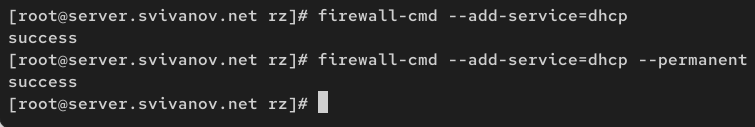 [root@server.svivanov.net rz]# firewall-cmd --add-service=dhcp
success
[root@server.svivanov.net rz]# firewall-cmd --add-service=dhcp --permanent
success
[root@server.svivanov.net rz]#